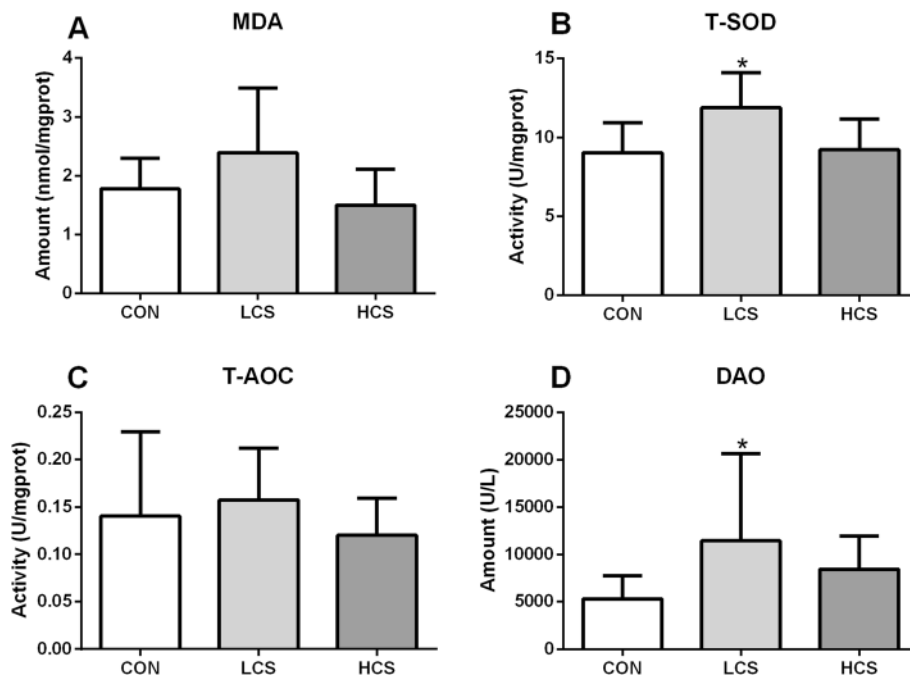 A
MDA
Amount (nmol/mgprot)
4
3
2
1
0
CON LCS HCS
B
T-SOD
Activity (U/mgprot)
15
10
5
0
*
CON LCS HCS
C
T-AOC
Activity (U/mgprot)
0.25
0.20
0.15
0.10
0.05
0.00
CON LCS HCS
D
DAO
Amount (U/L)
25000
20000
15000
10000
5000
0
*
CON LCS HCS